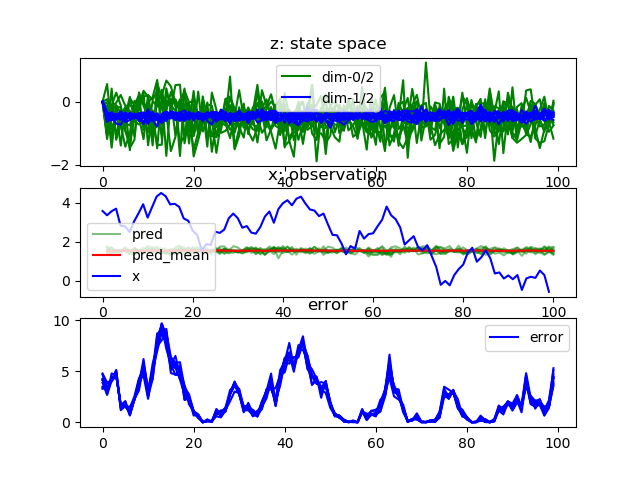 z: state space
0
−2
dim-0/2
dim-1/2
0 20 40 60 80 100
x: observation
4
2
0
pred
pred_mean
x
0 20 40 60 80 100
error
10
5
0
error
0 20 40 60 80 100